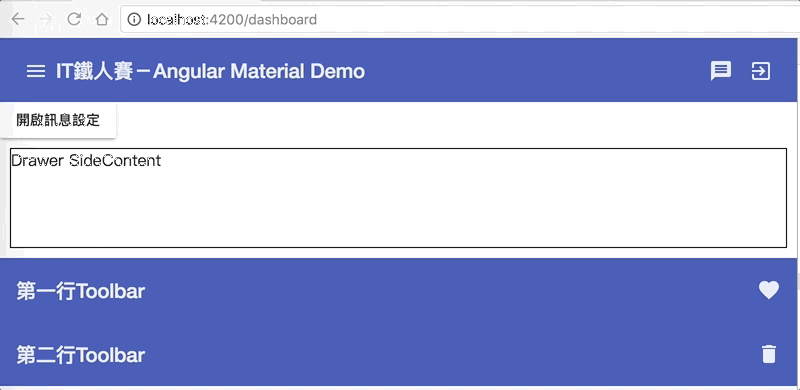 localhost:4200/dashboard
IT鐵人賽－Angular Material Demo
開啟訊息設定
Drawer SideContent
第一行Toolbar
第二行Toolbar